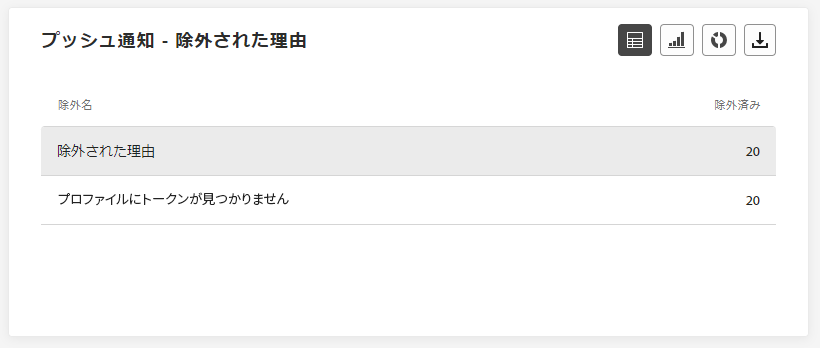 プッシュ通知 - 除外された理由
除外名 除外済み
除外された理由 20
プロファイルにトークンが見つかりません 20